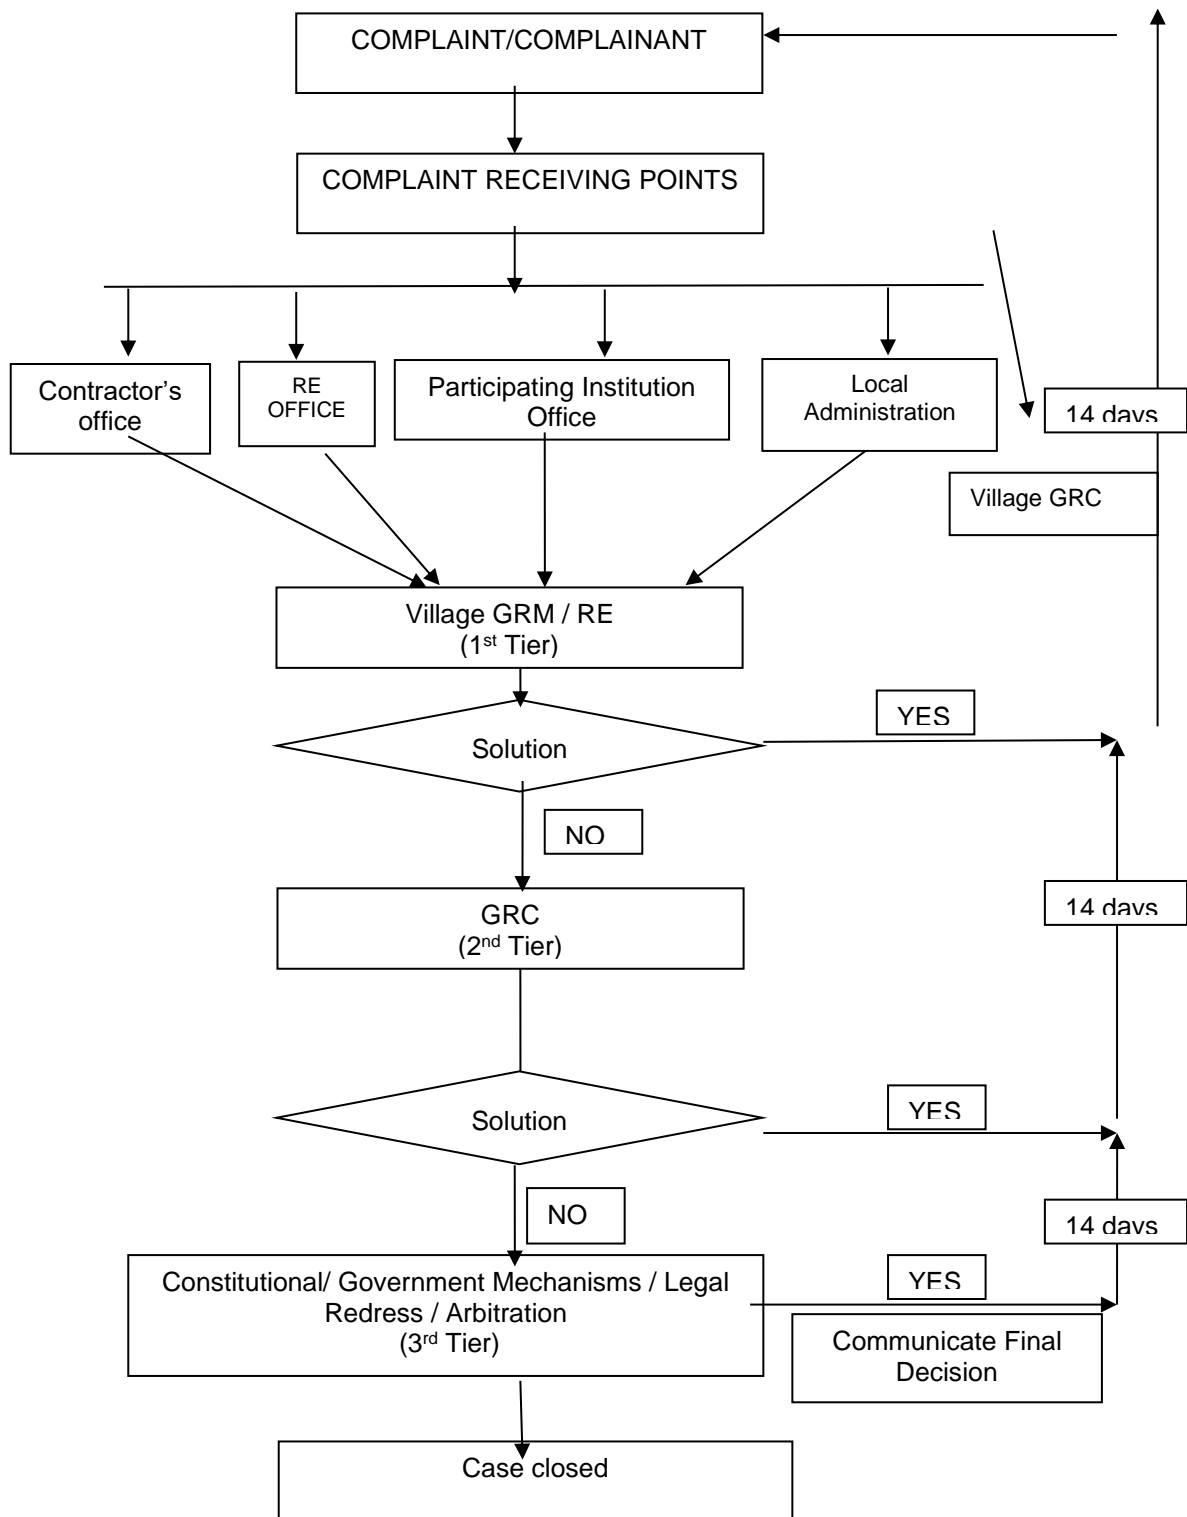 COMPLAINT/COMPLAINANT
COMPLAINT RECEIVING POINTS
Contractor’s
office
RE
OFFICE
Participating Institution
Office
Local
Administration
14 days
Village GRC
Village GRM / RE
(1st Tier)
Solution
YES
NO
GRC
(2nd Tier)
14 days
Solution
YES
NO
14 days
Constitutional/ Government Mechanisms / Legal
Redress / Arbitration
(3rd Tier)
YES
Communicate Final
Decision
Case closed